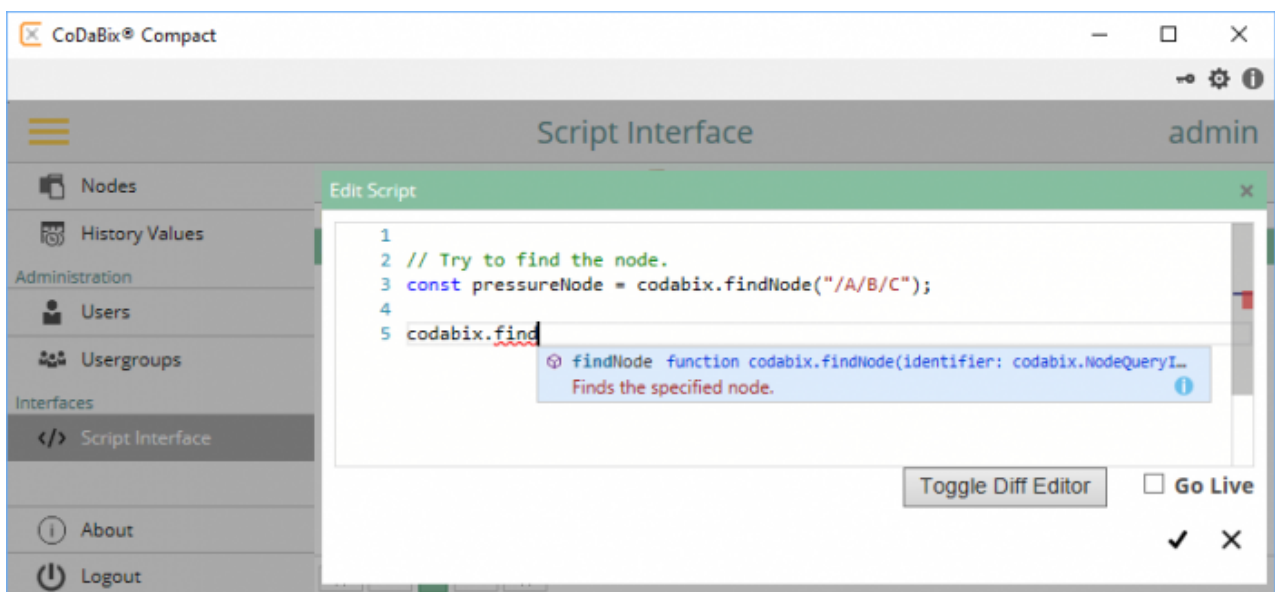 CoDaBix® Compact
Script Interface
admin
Nodes
History Values
Administration
Users
Usergroups
Interfaces
</> Script Interface
About
Logout
Edit Script
1
2 // Try to find the node.
3 const pressureNode = codabix.findNode("/A/B/C");
4
5 codabix.find
findNode function codabix.findNode(identifier: codabix.NodeQueryI…
Finds the specified node.
Toggle Diff Editor
Go Live